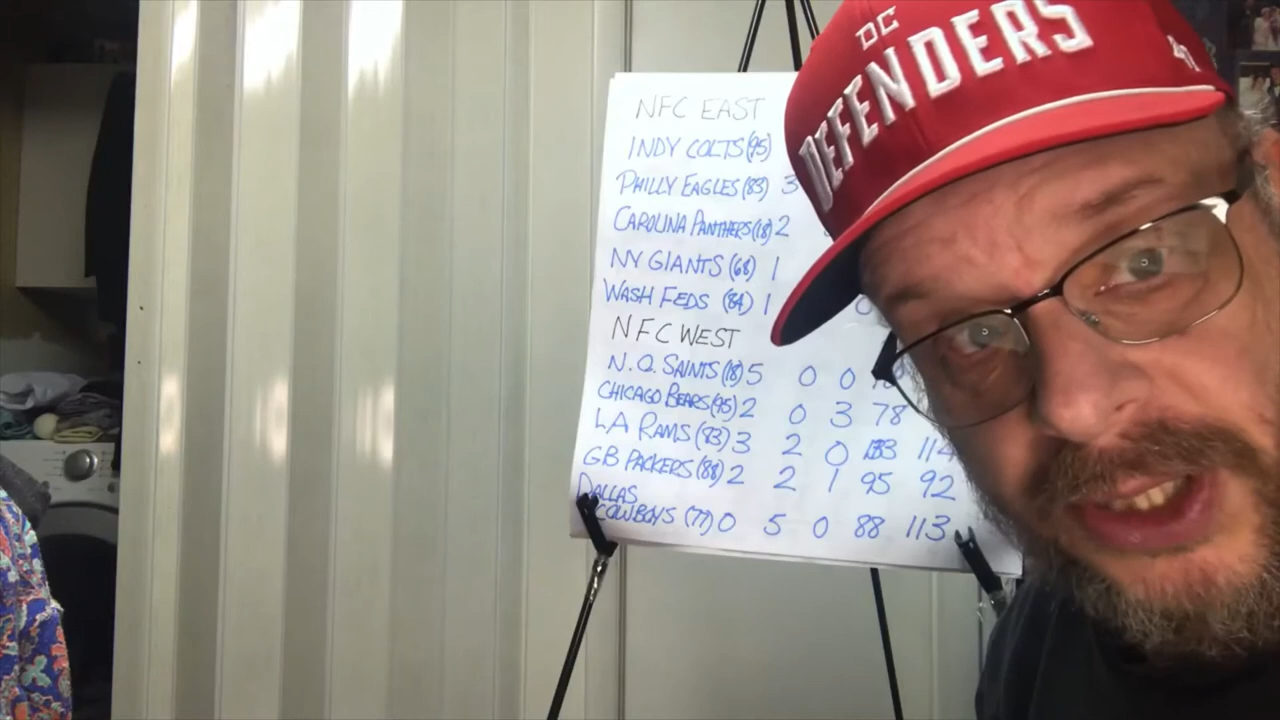 DC
DEFENDERS
NFC EAST
INDY COLTS (95)
PHILLY EAGLES (83) 3
CAROLINA PANTHERS (18) 2
NY GIANTS (68) 1
WASH FEDS (84) 1 0
NFC WEST
N.O. SAINTS (18) 5 0 0
CHICAGO BEARS (95) 2 0 3 78
LA RAMS (83) 3 2 0 133 114
GB PACKERS (88) 2 2 1 95 92
DALLAS
COWBOYS (77) 0 5 0 88 113